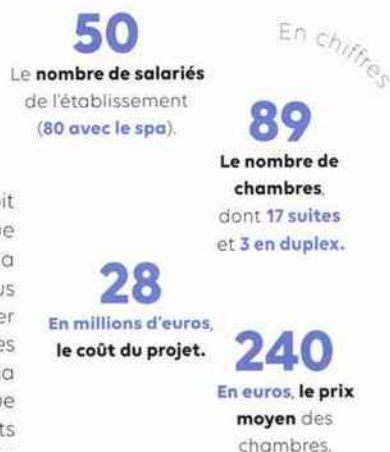 En chiffres
50
Le nombre de salariés
de l'établissement
(80 avec le spa).
89
Le nombre de
chambres,
dont 17 suites
et 3 en duplex.
28
En millions d'euros,
le coût du projet.
240
En euros, le prix
moyen des
chambres.